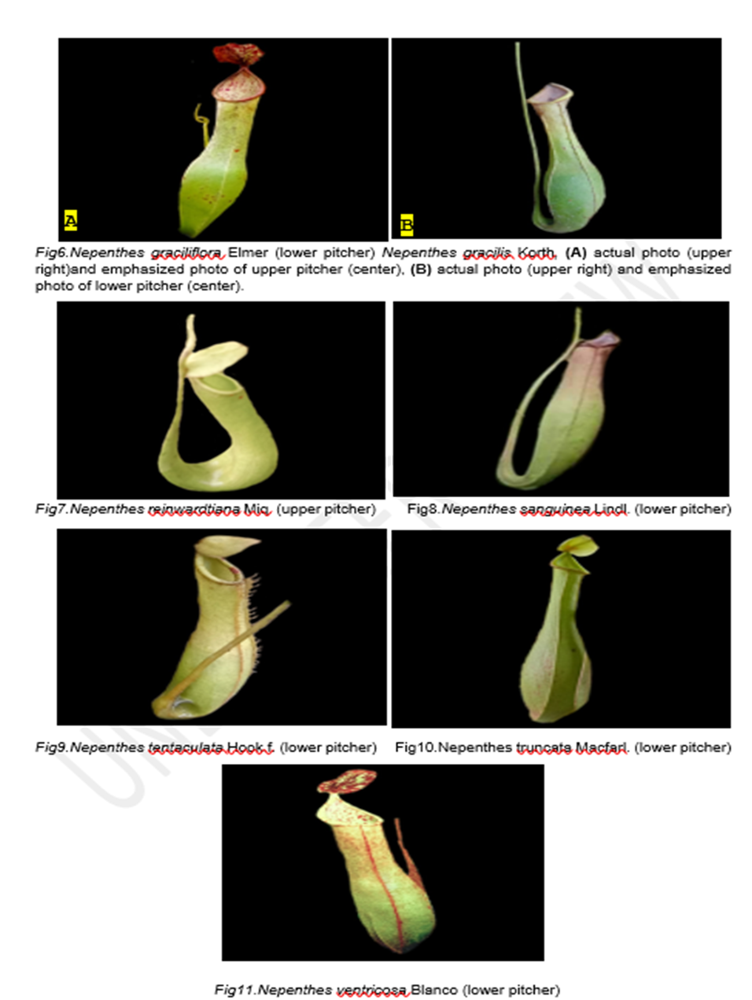 A
B
Fig6.Nepenthes graciliflora Elmer (lower pitcher) Nepenthes gracilis Korth. (A) actual photo (upper
right)and emphasized photo of upper pitcher (center), (B) actual photo (upper right) and emphasized
photo of lower pitcher (center).
Fig7.Nepenthes reinwardtiana Miq. (upper pitcher)
Fig8.Nepenthes sanguinea Lindl. (lower pitcher)
Fig9.Nepenthes tentaculata Hook.f. (lower pitcher)
Fig10.Nepenthes truncata Macfarl. (lower pitcher)
Fig11.Nepenthes ventricosa Blanco (lower pitcher)